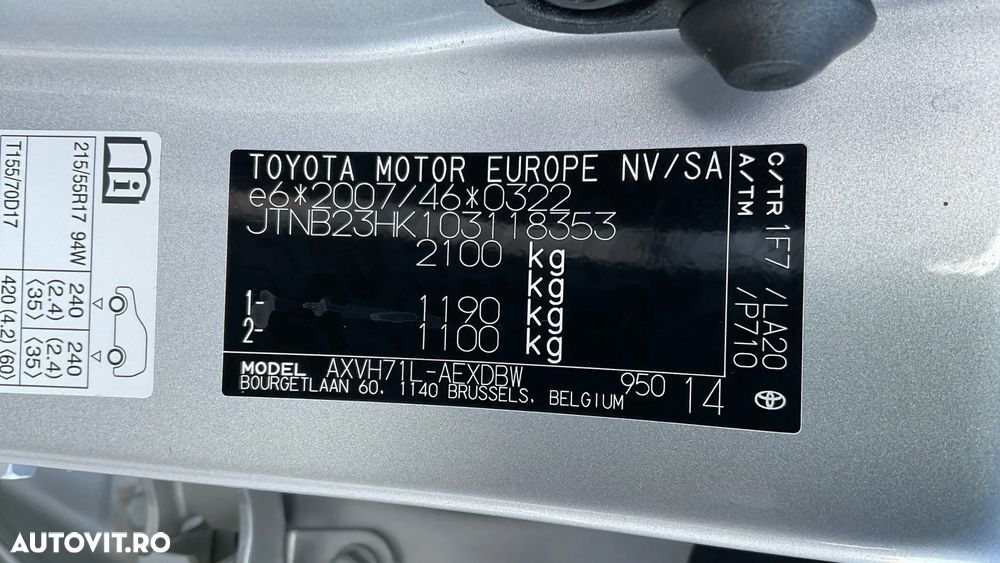 TOYOTA MOTOR EUROPE NV/SA
e6*2007/46*0322
JTNB23HK103118353
2100 kg
kg
1- 1190 kg
2- 1100 kg
MODEL AXVH71L-AEXDBW
BOURGETLAAN 60, 1140 BRUSSELS, BELGIUM
950 14
C/TR 1F7 /LA20
A/TM /P710
215/55R17 94W 240 (2.4) ⟨35⟩ 240 (2.4) ⟨35⟩
T155/70D17 420 (4.2) ⟨60⟩
i
AUTOVIT.RO